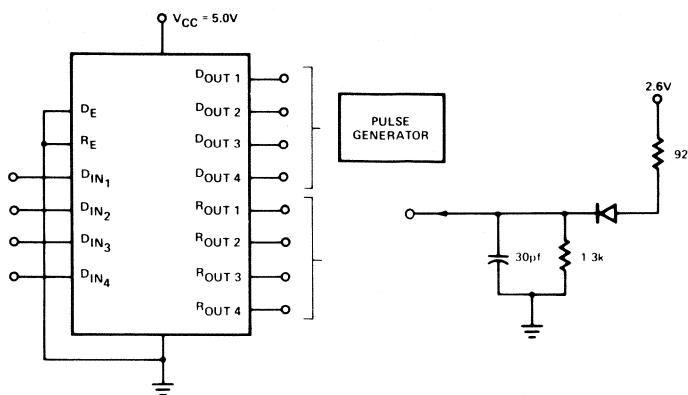 VCC = 5.0V
DE
RE
DIN1
DIN2
DIN3
DIN4
DOUT 1
DOUT 2
DOUT 3
DOUT 4
ROUT 1
ROUT 2
ROUT 3
ROUT 4
PULSE
GENERATOR
2.6V
92
30pf
1 3k